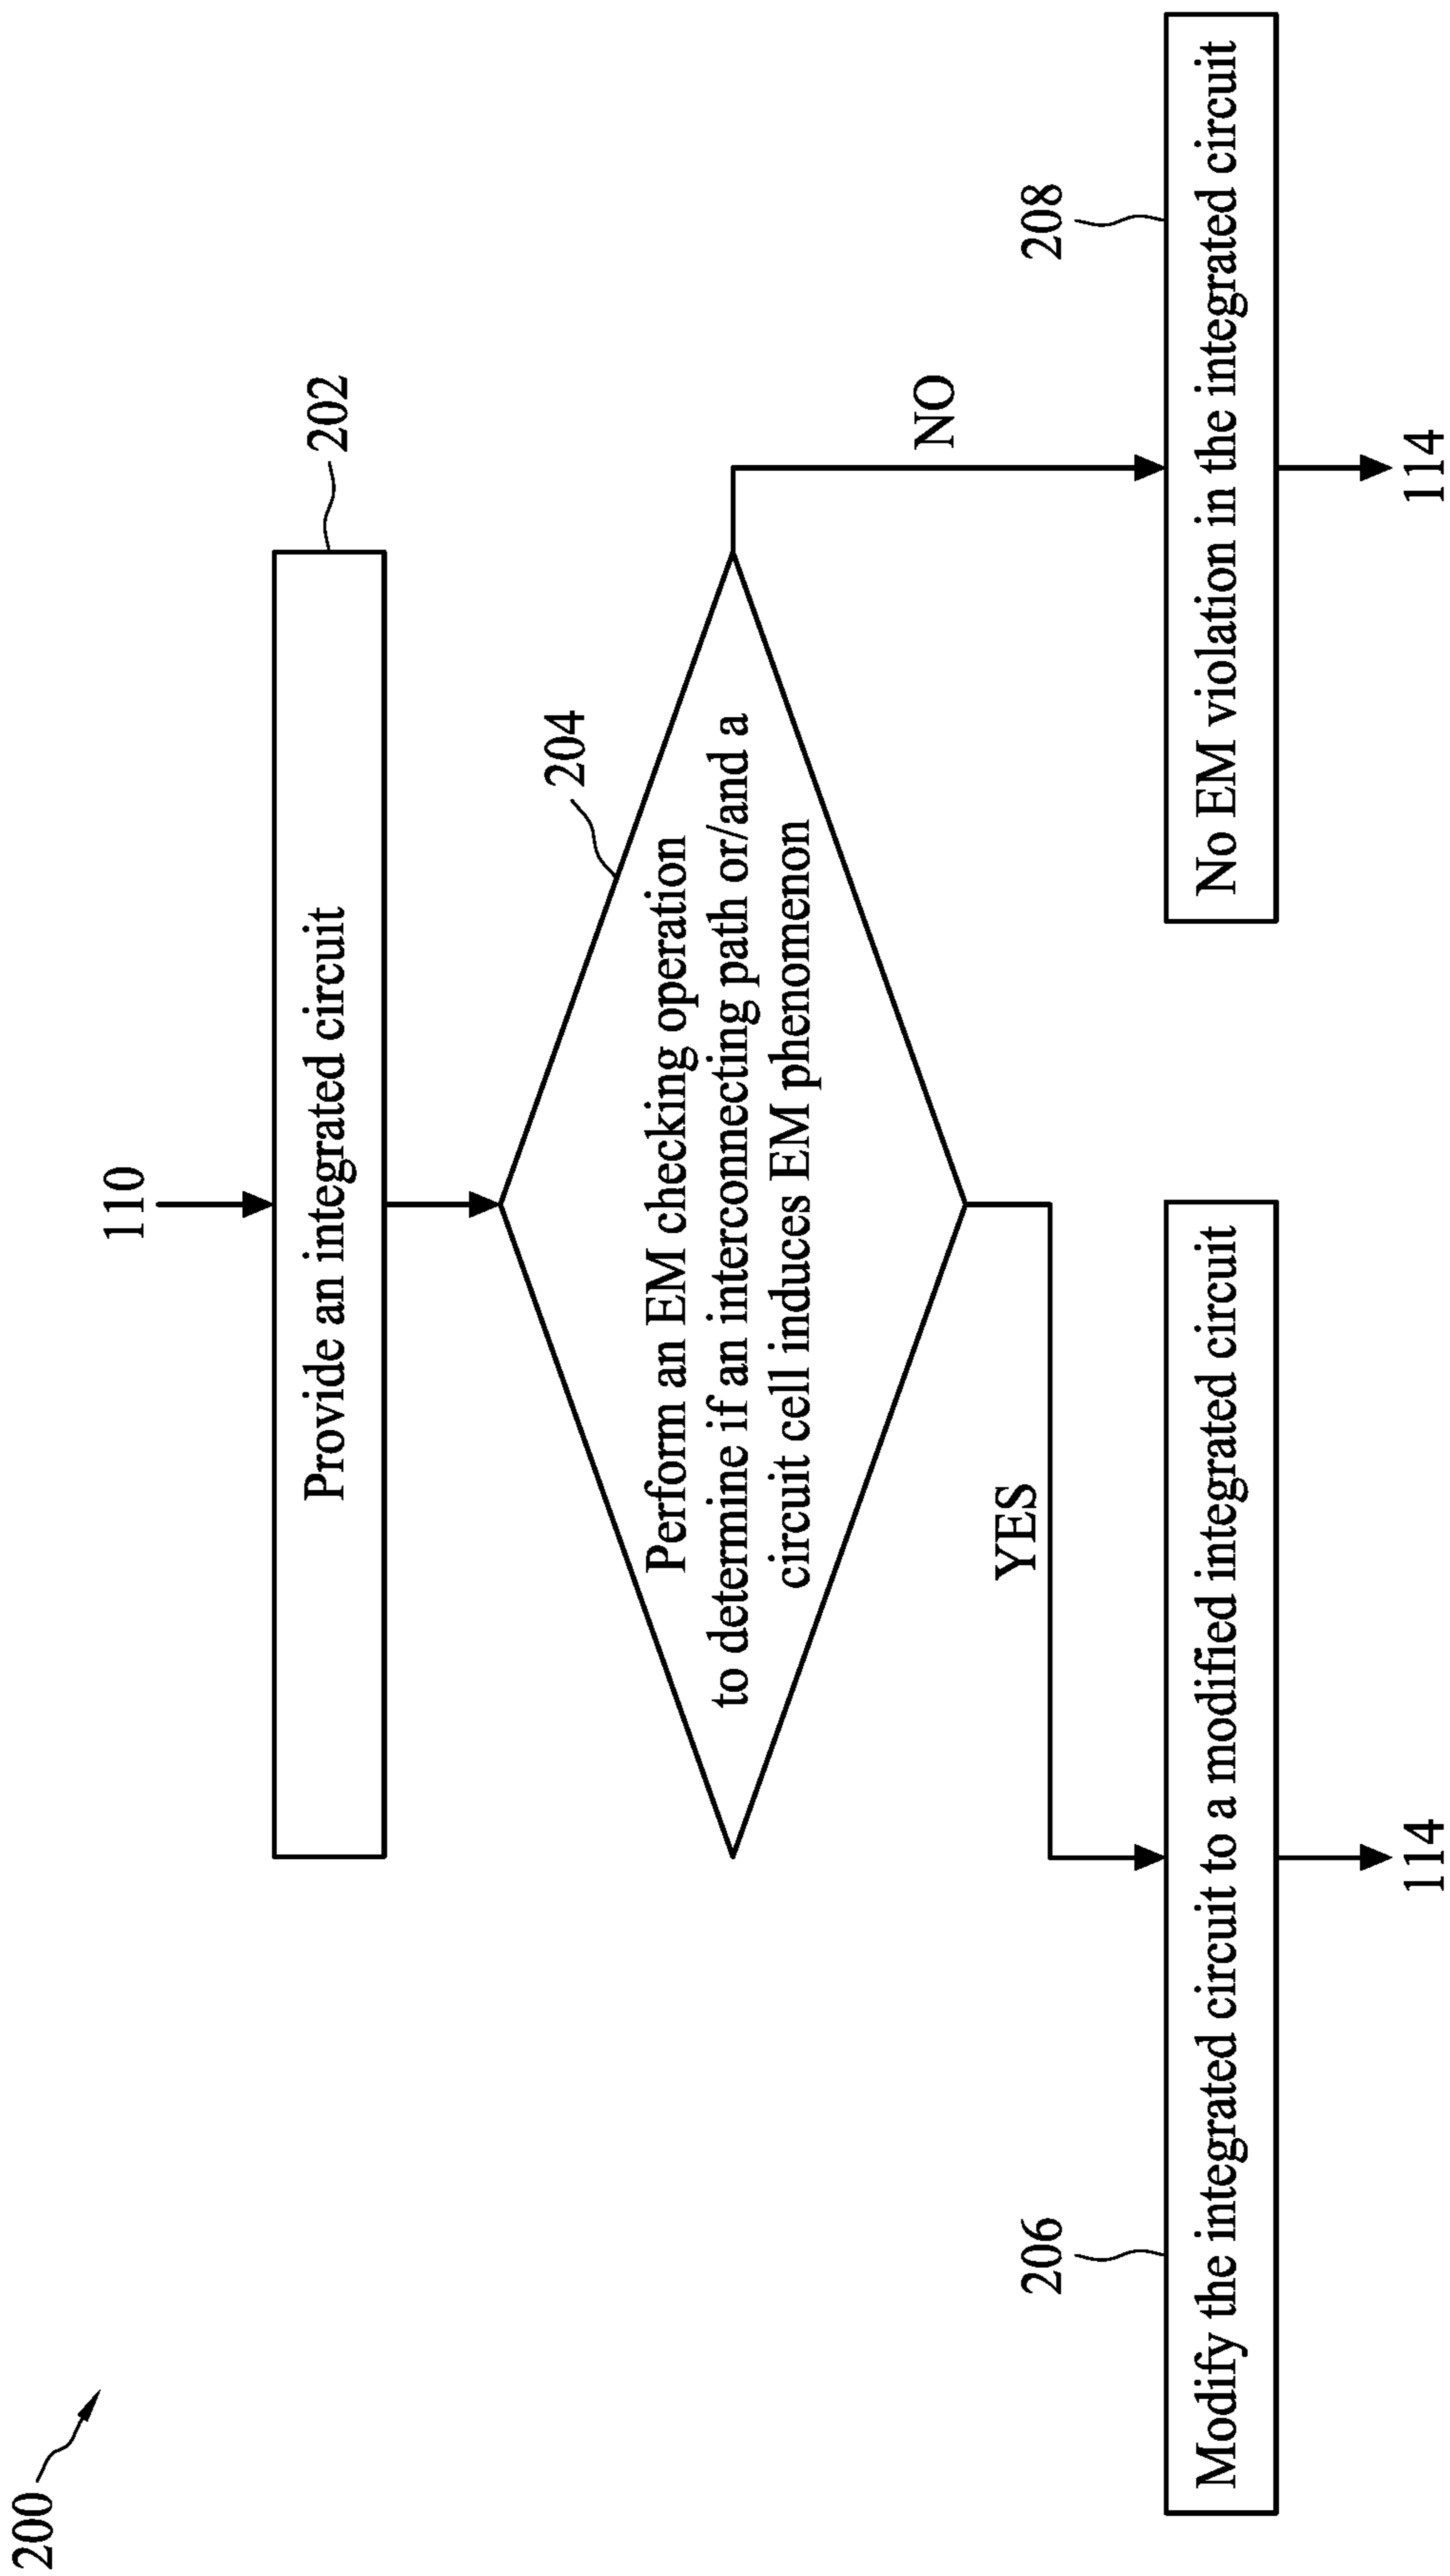 200
110
Provide an integrated circuit
202
204
Perform an EM checking operation
to determine if an interconnecting path or/and a
circuit cell induces EM phenomenon
YES
NO
206
208
Modify the integrated circuit to a modified integrated circuit
No EM violation in the integrated circuit
114
114